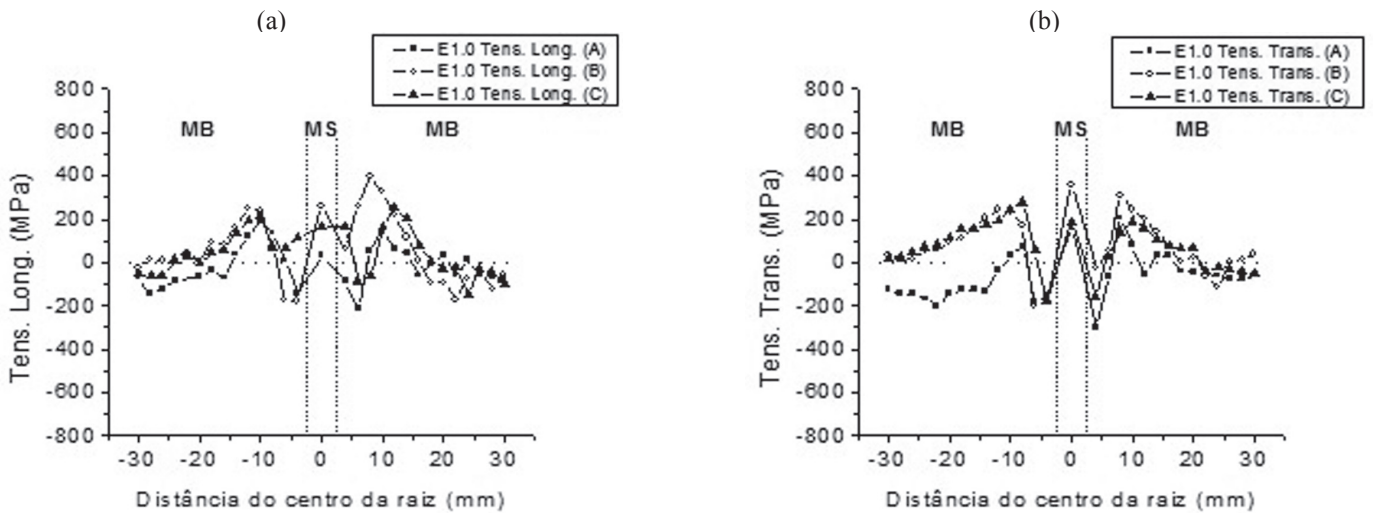 (a)
E1.0 Tens. Long. (A)
E1.0 Tens. Long. (B)
E1.0 Tens. Long. (C)
800
600
400
200
0
-200
-400
-600
-800
Tens. Long. (MPa)
MB
MS
MB
-30
-20
-10
0
10
20
30
Distância do centro da raiz (mm)
(b)
E1.0 Tens. Trans. (A)
E1.0 Tens. Trans. (B)
E1.0 Tens. Trans. (C)
800
600
400
200
0
-200
-400
-600
-800
Tens. Trans. (MPa)
MB
MS
MB
-30
-20
-10
0
10
20
30
Distância do centro da raiz (mm)